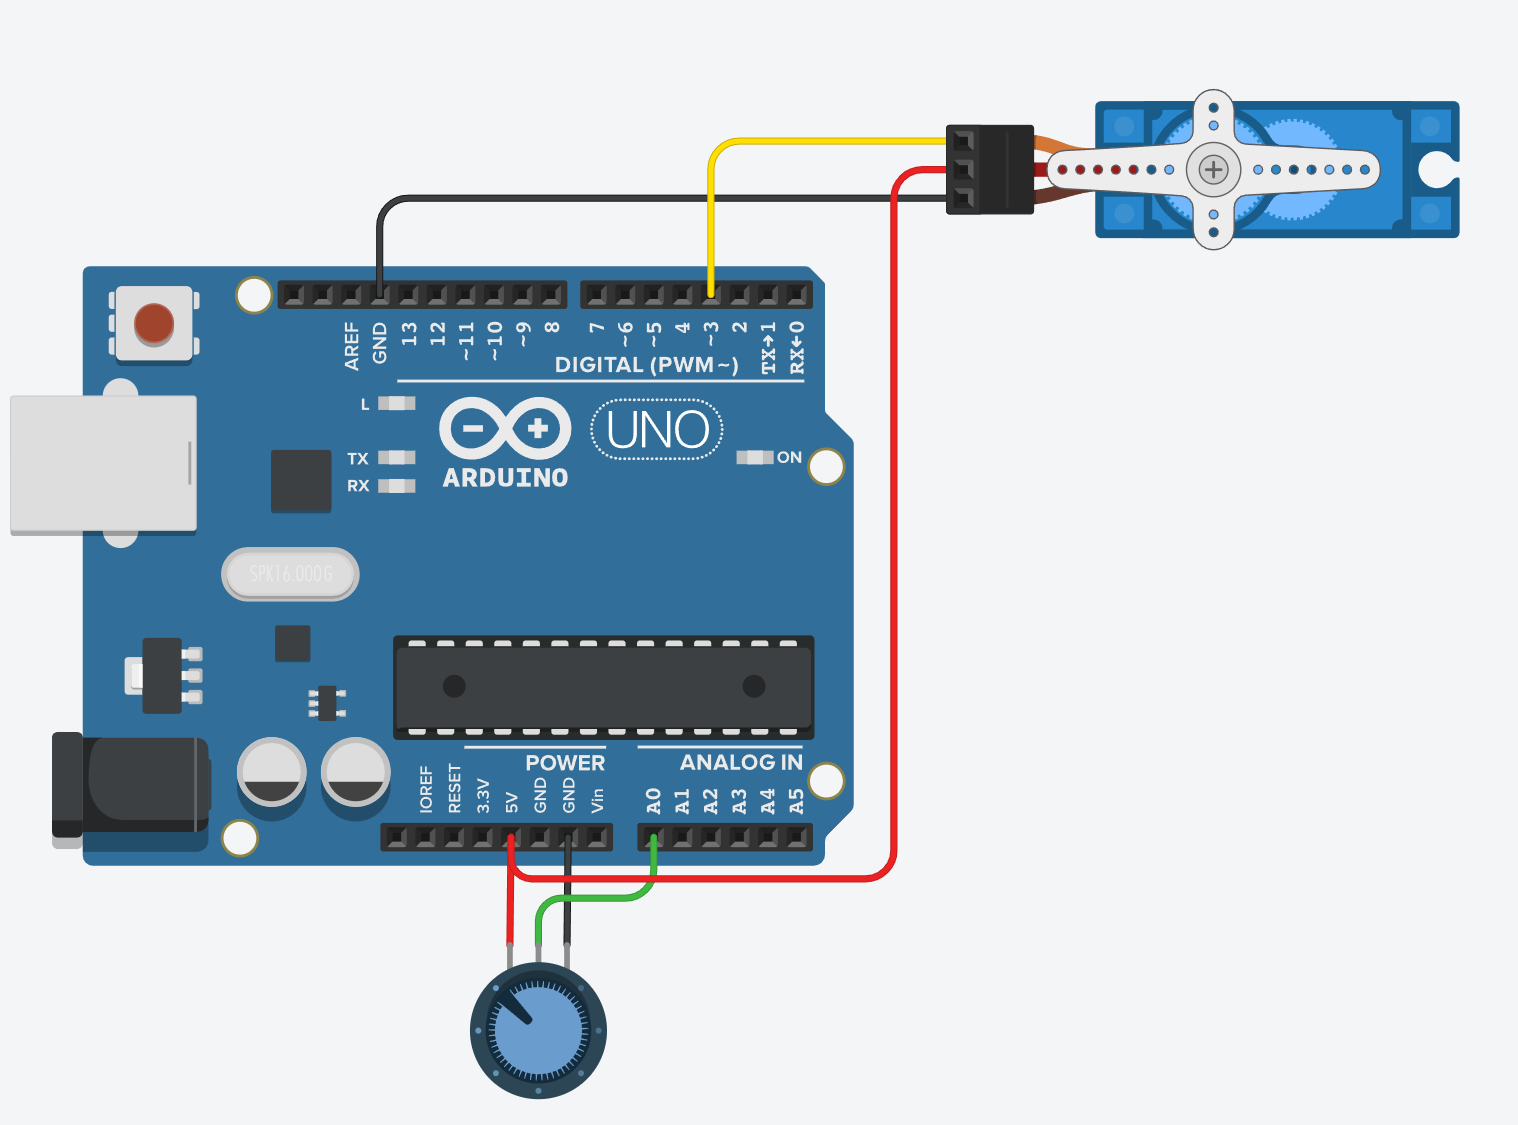 AREF
GND
13
12
~11
~10
~9
8
7
~6
~5
4
~3
2
TX→1
RX←0
DIGITAL (PWM~)
L
TX
RX
ARDUINO
UNO
ON
SPK16.000G
POWER
ANALOG IN
IOREF
RESET
3.3V
5V
GND
GND
Vin
A0
A1
A2
A3
A4
A5